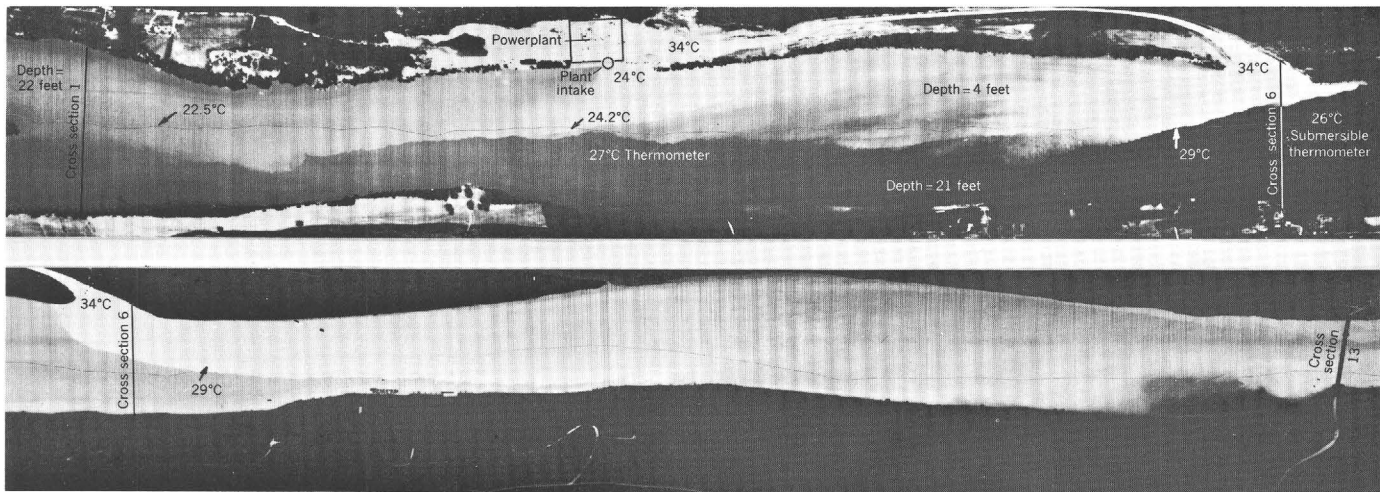 Powerplant
34°C
Depth=
22 feet
Cross section 1
22.5°C
Plant
intake
24°C
24.2°C
27°C Thermometer
Depth=4 feet
Depth=21 feet
34°C
29°C
Cross section 6
26°C
Submersible
thermometer
34°C
Cross section 6
29°C
Cross
section
13